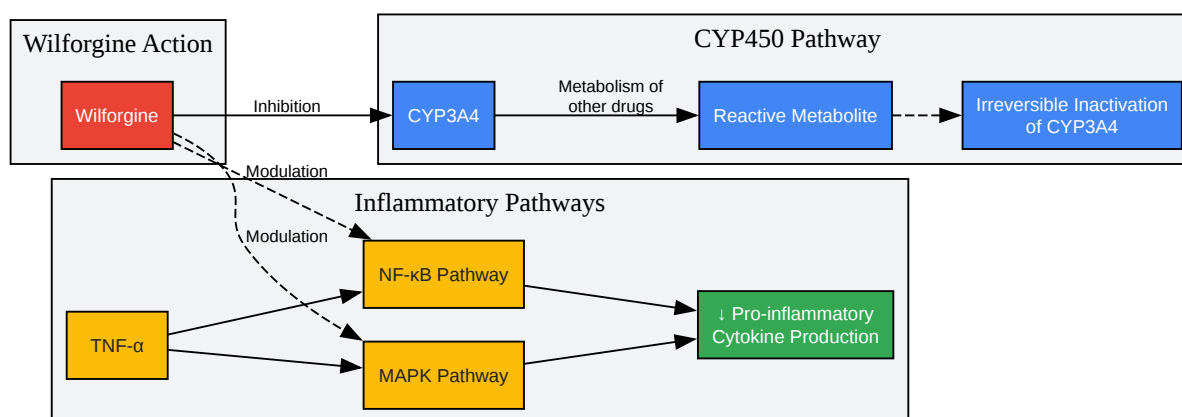 Wilforgine Action
CYP450 Pathway
Wilforgine
Inhibition
CYP3A4
Metabolism of
other drugs
Reactive Metabolite
Irreversible Inactivation
of CYP3A4
Modulation
Inflammatory Pathways
Modulation
NF-κB Pathway
TNF-α
MAPK Pathway
↓ Pro-inflammatory
Cytokine Production